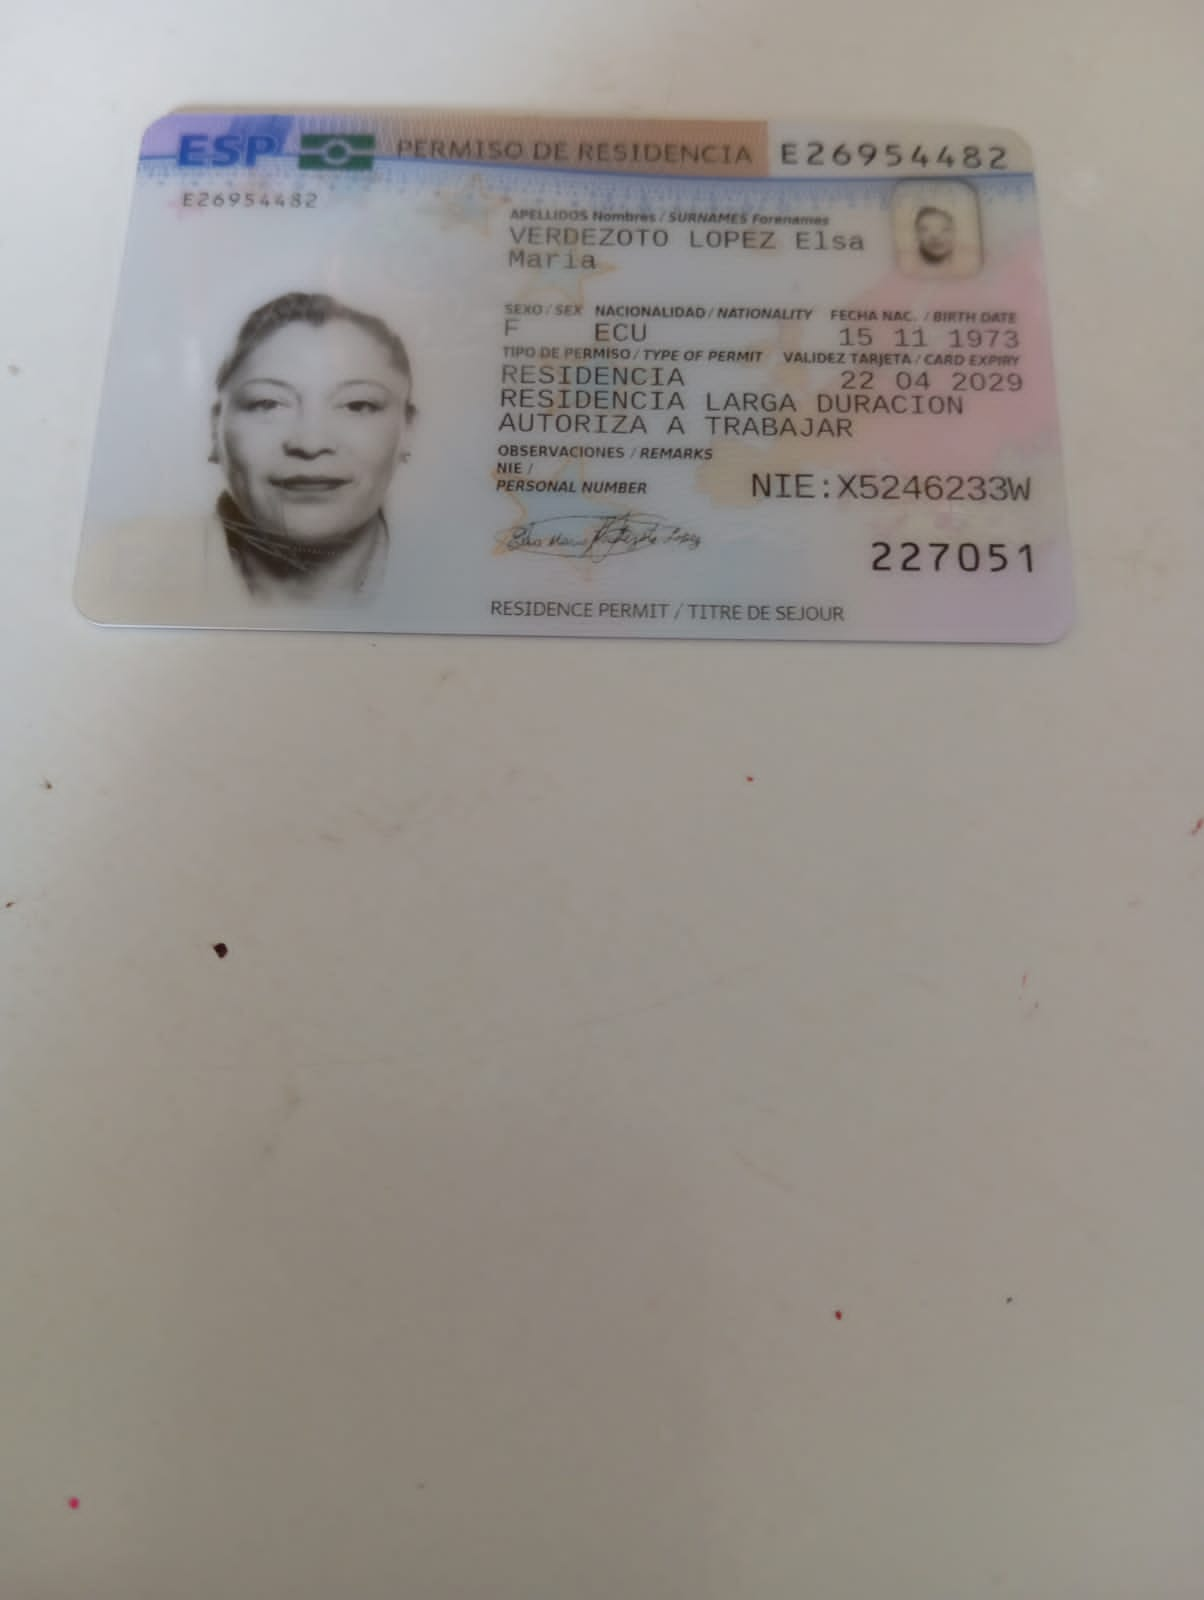 ESP PERMISO DE RESIDENCIA E26954482
E26954482
APELLIDOS Nombres / SURNAMES Forenames
VERDEZOTO LOPEZ Elsa
Maria
SEXO / SEX NACIONALIDAD / NATIONALITY FECHA NAC. / BIRTH DATE
F ECU 15 11 1973
TIPO DE PERMISO / TYPE OF PERMIT VALIDEZ TARJETA / CARD EXPIRY
RESIDENCIA 22 04 2029
RESIDENCIA LARGA DURACION
AUTORIZA A TRABAJAR
OBSERVACIONES / REMARKS
NIE /
PERSONAL NUMBER NIE:X5246233W
227051
RESIDENCE PERMIT / TITRE DE SEJOUR